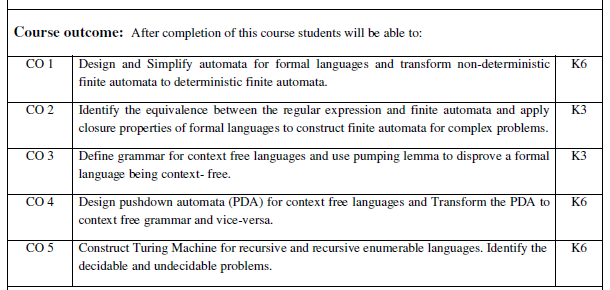 Course outcome: After completion of this course students will be able to:
CO 1 Design and Simplify automata for formal languages and transform non-deterministic K6
finite automata to deterministic finite automata.
CO 2 Identify the equivalence between the regular expression and finite automata and apply K3
closure properties of formal languages to construct finite automata for complex problems.
CO 3 Define grammar for context free languages and use pumping lemma to disprove a formal K3
language being context- free.
CO 4 Design pushdown automata (PDA) for context free languages and Transform the PDA to K6
context free grammar and vice-versa.
CO 5 Construct Turing Machine for recursive and recursive enumerable languages. Identify the K6
decidable and undecidable problems.